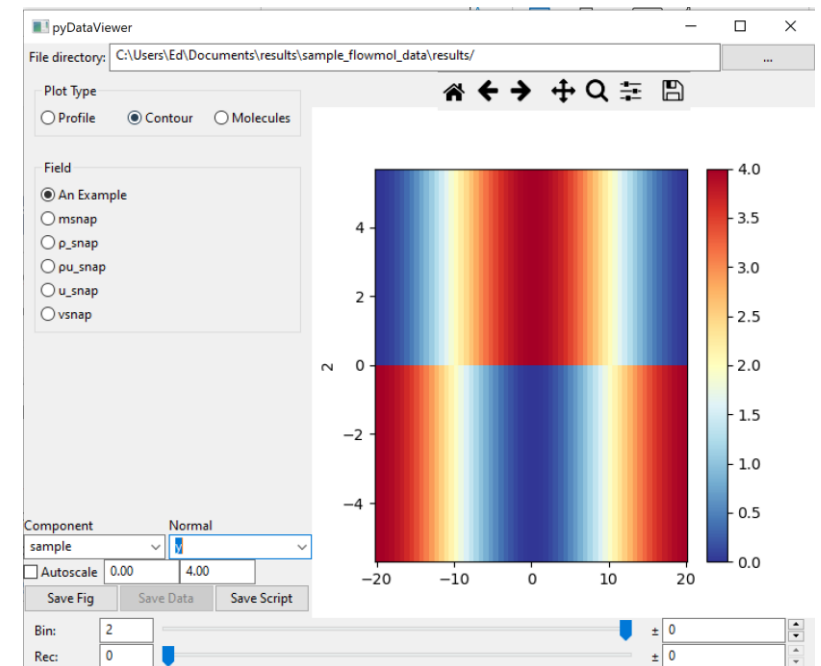 pyDataViewer
File directory: C:\Users\Ed\Documents\results\sample_flowmol_data\results/ ...
Plot Type
Profile Contour Molecules
Field
An Example
msnap
ρ_snap
ρu_snap
u_snap
vsnap
4
2
0
−2
−4
z
−20 −10 0 10 20
4.0
3.5
3.0
2.5
2.0
1.5
1.0
0.5
0.0
Component Normal
sample y
Autoscale 0.00 4.00
Save Fig Save Data Save Script
Bin: 2 ± 0
Rec: 0 ± 0